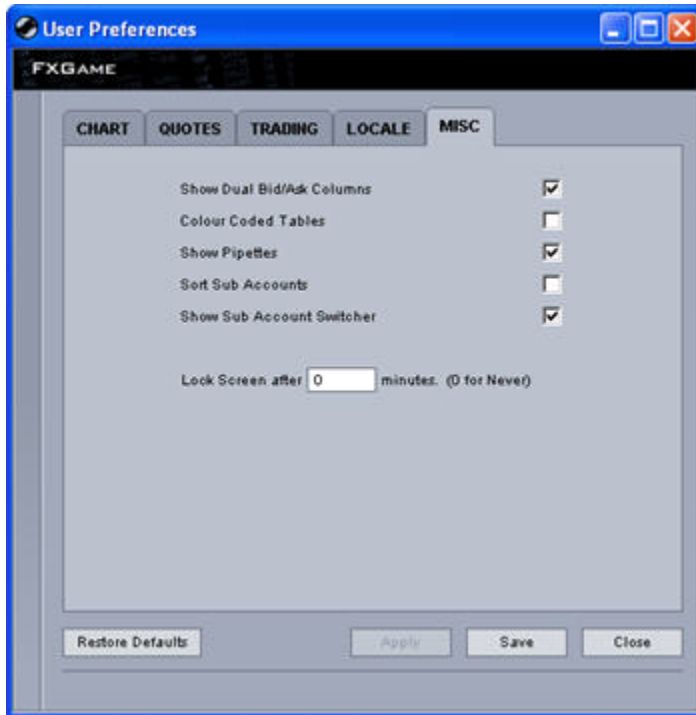 User Preferences
FXGAME
CHART QUOTES TRADING LOCALE MISC
Show Dual Bid/Ask Columns
Colour Coded Tables
Show Pipettes
Sort Sub Accounts
Show Sub Account Switcher
Lock Screen after 0 minutes. (0 for Never)
Restore Defaults Apply Save Close